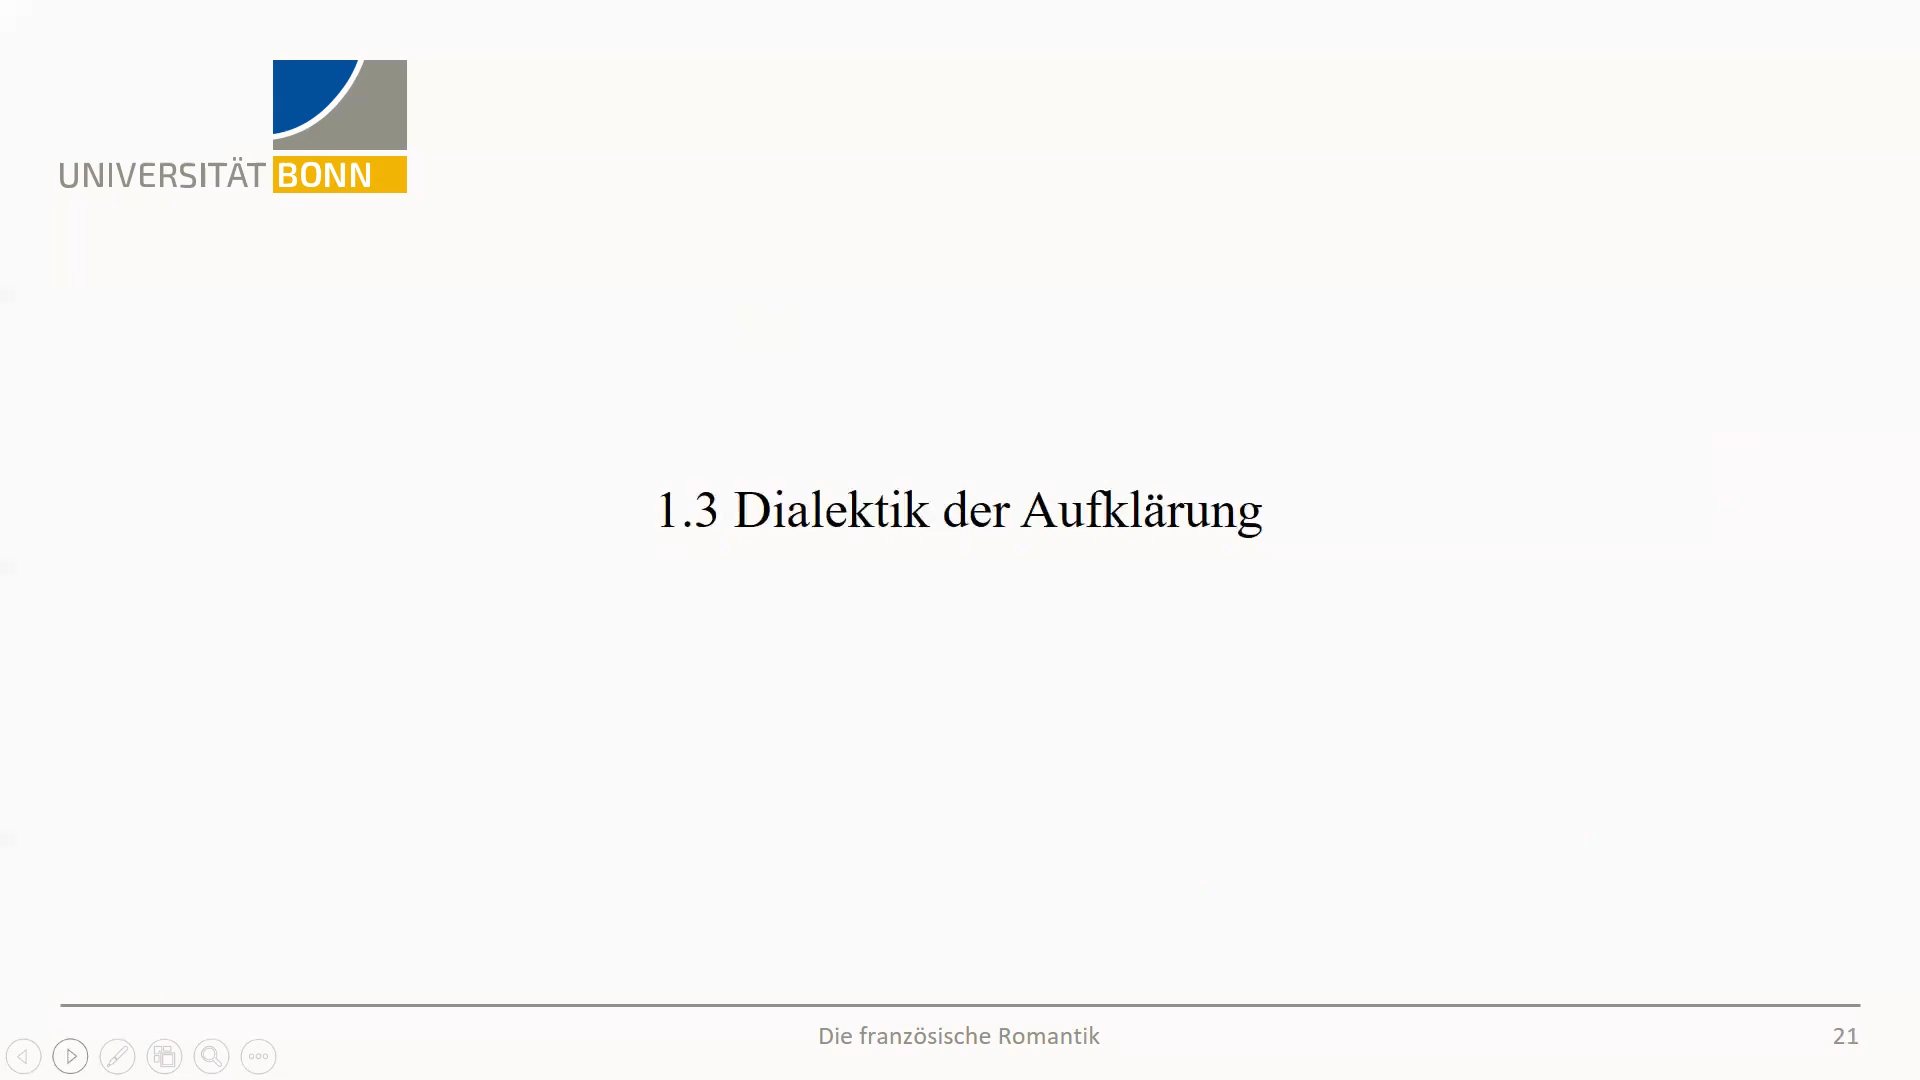 UNIVERSITÄT BONN
1.3 Dialektik der Aufklärung
Die französische Romantik
21